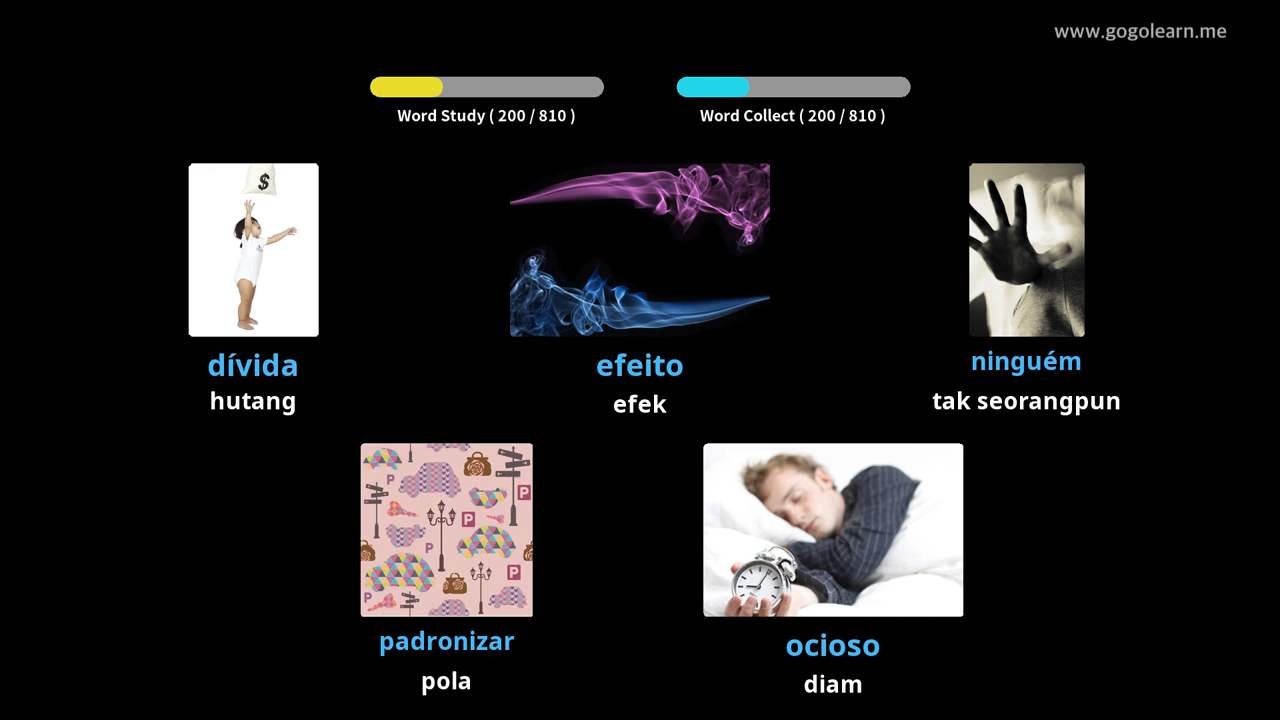 www.gogolearn.me
Word Study ( 200 / 810 )
Word Collect ( 200 / 810 )
$
dívida
hutang
efeito
efek
ninguém
tak seorangpun
P
P
P
P
P
P
padronizar
pola
ocioso
diam